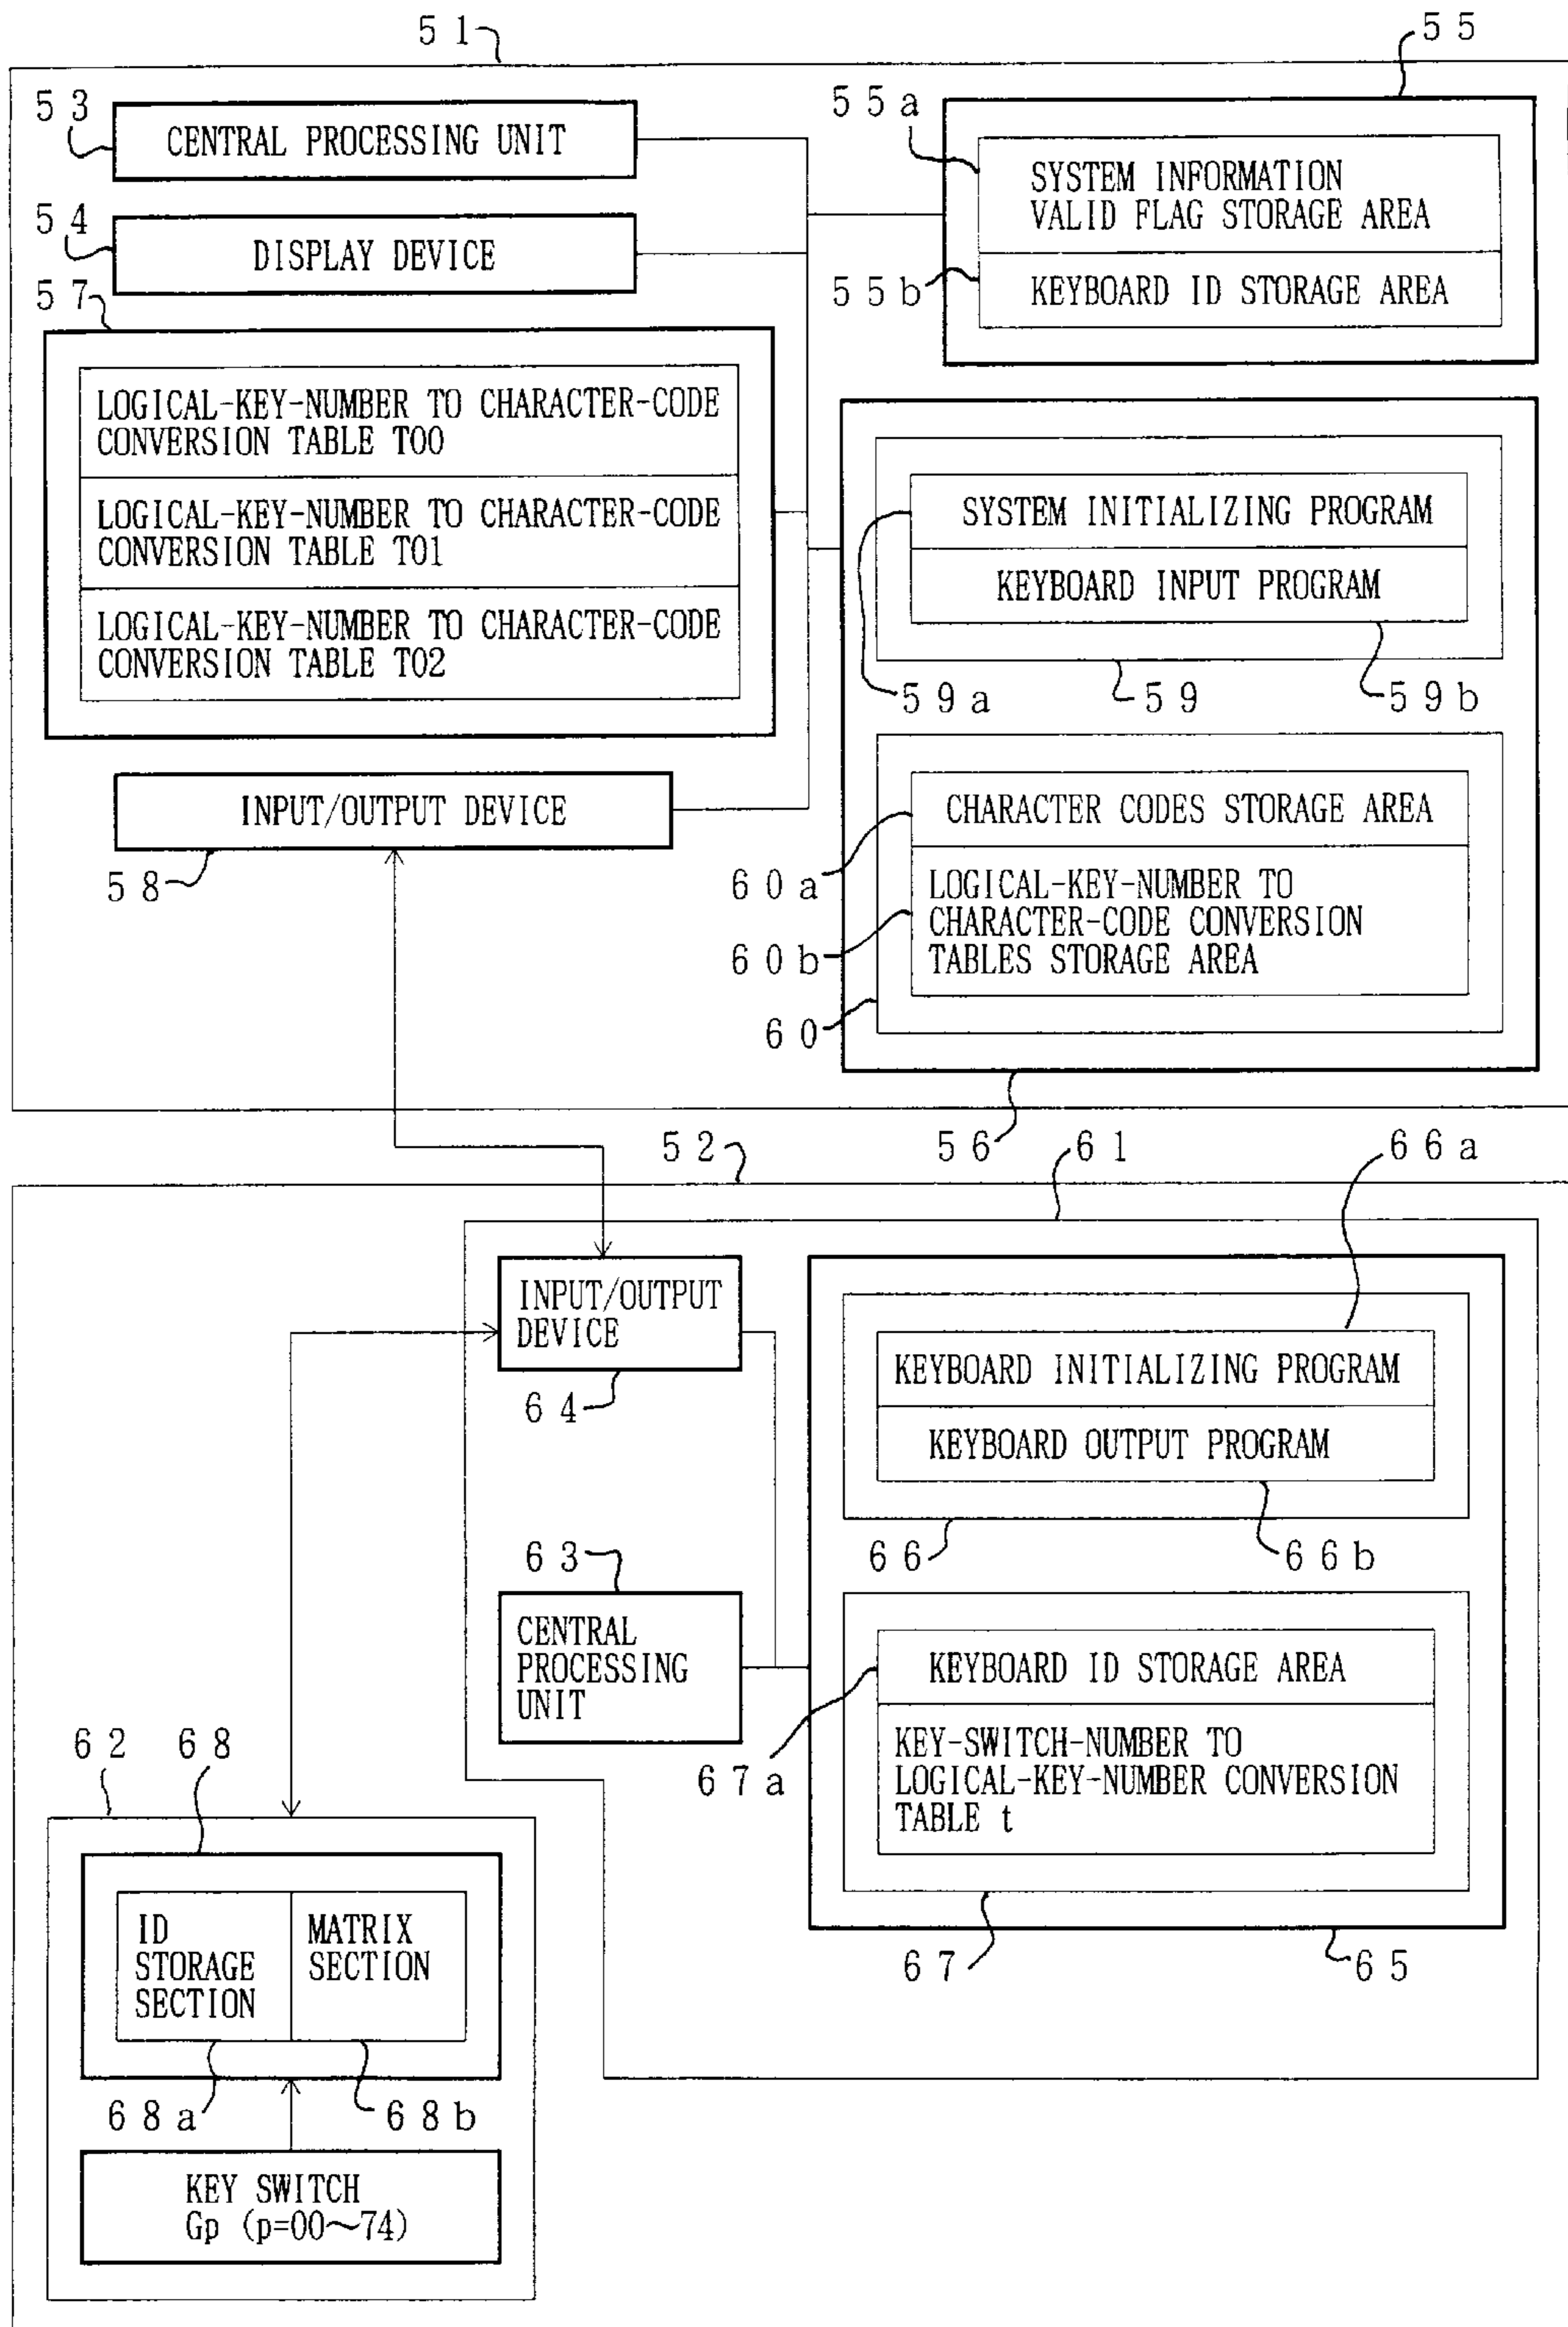 51
55
53
CENTRAL PROCESSING UNIT
55a
SYSTEM INFORMATION
VALID FLAG STORAGE AREA
54
DISPLAY DEVICE
55b
KEYBOARD ID STORAGE AREA
57
LOGICAL-KEY-NUMBER TO CHARACTER-CODE
CONVERSION TABLE T00
LOGICAL-KEY-NUMBER TO CHARACTER-CODE
CONVERSION TABLE T01
LOGICAL-KEY-NUMBER TO CHARACTER-CODE
CONVERSION TABLE T02
SYSTEM INITIALIZING PROGRAM
KEYBOARD INPUT PROGRAM
59a
59
59b
INPUT/OUTPUT DEVICE
58
CHARACTER CODES STORAGE AREA
60a
LOGICAL-KEY-NUMBER TO
CHARACTER-CODE CONVERSION
TABLES STORAGE AREA
60b
60
56
52
61
66a
INPUT/OUTPUT
DEVICE
64
KEYBOARD INITIALIZING PROGRAM
KEYBOARD OUTPUT PROGRAM
66
66b
63
CENTRAL
PROCESSING
UNIT
KEYBOARD ID STORAGE AREA
67a
KEY-SWITCH-NUMBER TO
LOGICAL-KEY-NUMBER CONVERSION
TABLE t
67
65
62
68
ID
STORAGE
SECTION
MATRIX
SECTION
68a
68b
KEY SWITCH
Gp (p=00~74)